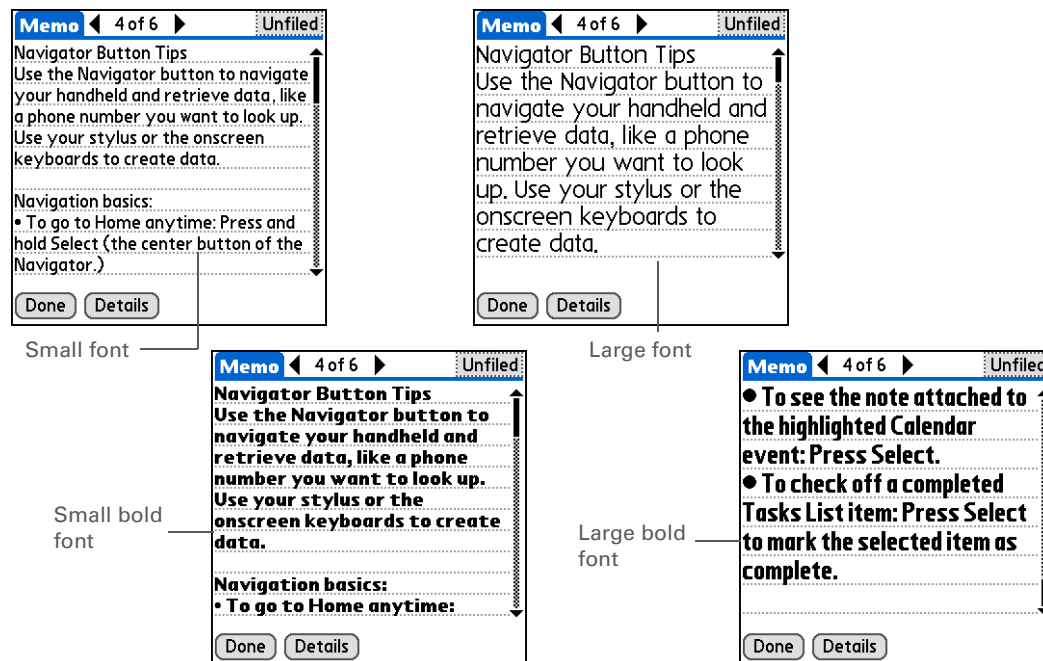 Memo 4 of 6 Unfiled
Navigator Button Tips
Use the Navigator button to navigate
your handheld and retrieve data, like
a phone number you want to look up.
Use your stylus or the onscreen
keyboards to create data.
Navigation basics:
• To go to Home anytime: Press and
hold Select (the center button of the
Navigator.)
Done Details
Small font
Memo 4 of 6 Unfiled
Navigator Button Tips
Use the Navigator button to
navigate your handheld and
retrieve data, like a phone
number you want to look
up. Use your stylus or the
onscreen keyboards to
create data.
Done Details
Large font
Memo 4 of 6 Unfiled
Navigator Button Tips
Use the Navigator button to
navigate your handheld and
retrieve data, like a phone
number you want to look up.
Use your stylus or the
onscreen keyboards to create
data.
Navigation basics:
• To go to Home anytime:
Done Details
Small bold
font
Memo 4 of 6 Unfiled
• To see the note attached to
the highlighted Calendar
event: Press Select.
• To check off a completed
Tasks List item: Press Select
to mark the selected item as
complete.
Done Details
Large bold
font